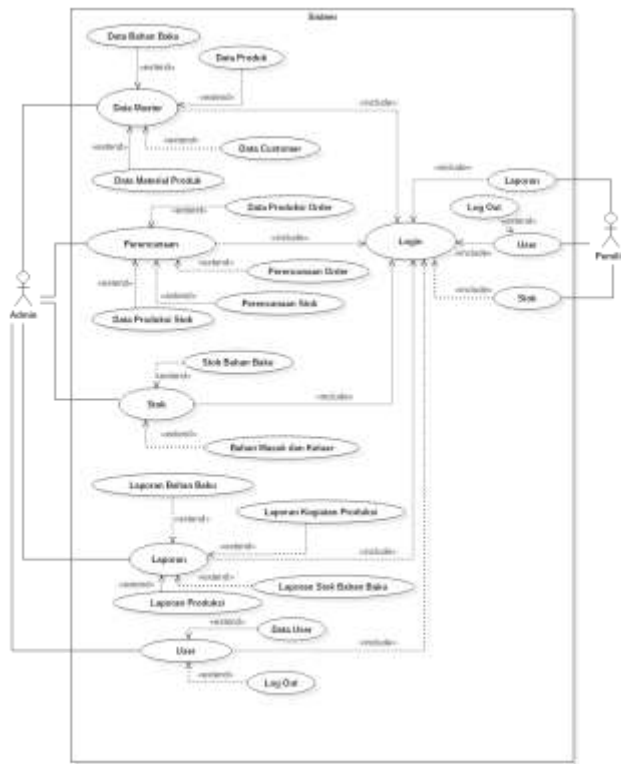 Sistem
Data Bahan Baku
Data Produk
«extend»
«extend»
Data Master
«include»
«extend»
«extend»
Data Customer
Data Material Produk
«include»
Laporan
Log Out
«extend»
User
«include»
Login
«include»
Stok
Data Produksi Order
«extend»
Perencanaan
«include»
«extend»
Perencanaan Order
«extend»
«extend»
Perencanaan Stok
Data Produksi Stok
Admin
Stok Bahan Baku
«extend»
Stok
«include»
«extend»
Bahan Masuk dan Keluar
Laporan Bahan Baku
Laporan Kegiatan Produksi
«extend»
«extend»
Laporan
«include»
«extend»
«extend»
Laporan Stok Bahan Baku
Laporan Produksi
«extend»
Data User
User
«include»
«extend»
Log Out